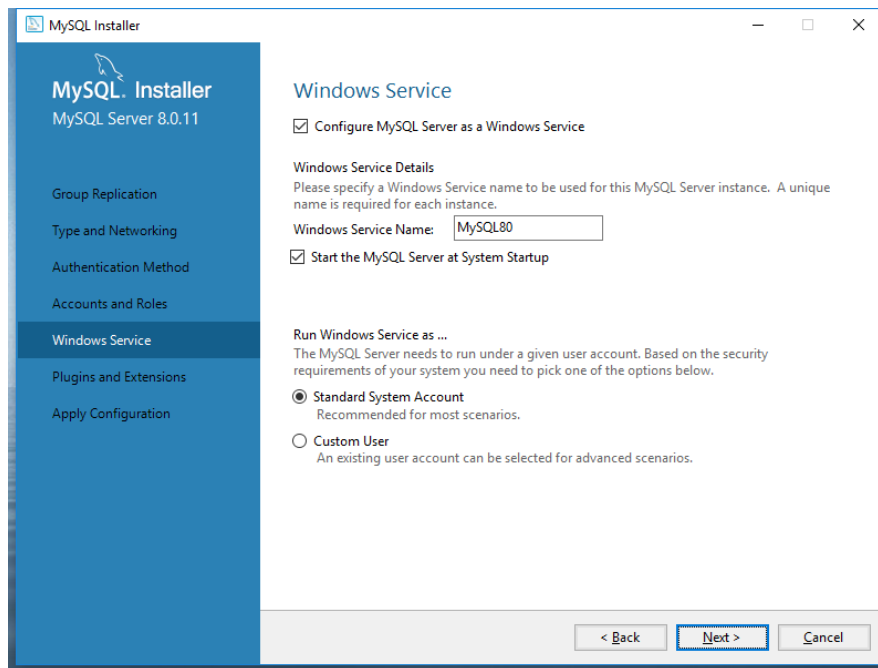 MySQL Installer
MySQL. Installer
MySQL Server 8.0.11
Group Replication
Type and Networking
Authentication Method
Accounts and Roles
Windows Service
Plugins and Extensions
Apply Configuration
Windows Service
Configure MySQL Server as a Windows Service
Windows Service Details
Please specify a Windows Service name to be used for this MySQL Server instance. A unique
name is required for each instance.
Windows Service Name: MySQL80
Start the MySQL Server at System Startup
Run Windows Service as ...
The MySQL Server needs to run under a given user account. Based on the security
requirements of your system you need to pick one of the options below.
Standard System Account
Recommended for most scenarios.
Custom User
An existing user account can be selected for advanced scenarios.
< Back Next > Cancel